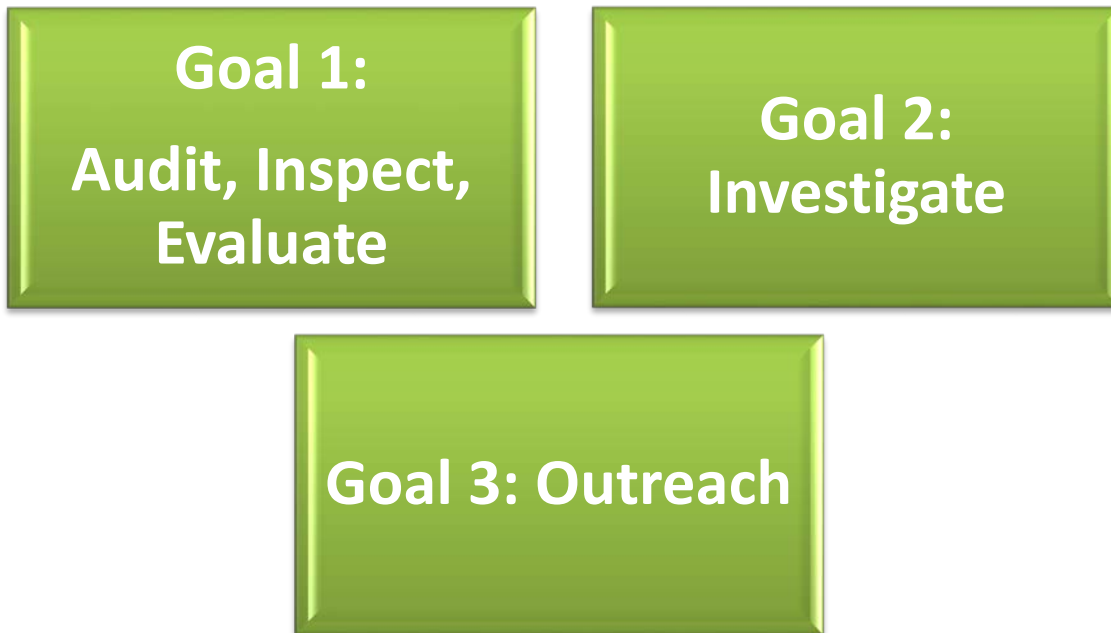 Goal 1:
Audit, Inspect,
Evaluate
Goal 2:
Investigate
Goal 3: Outreach